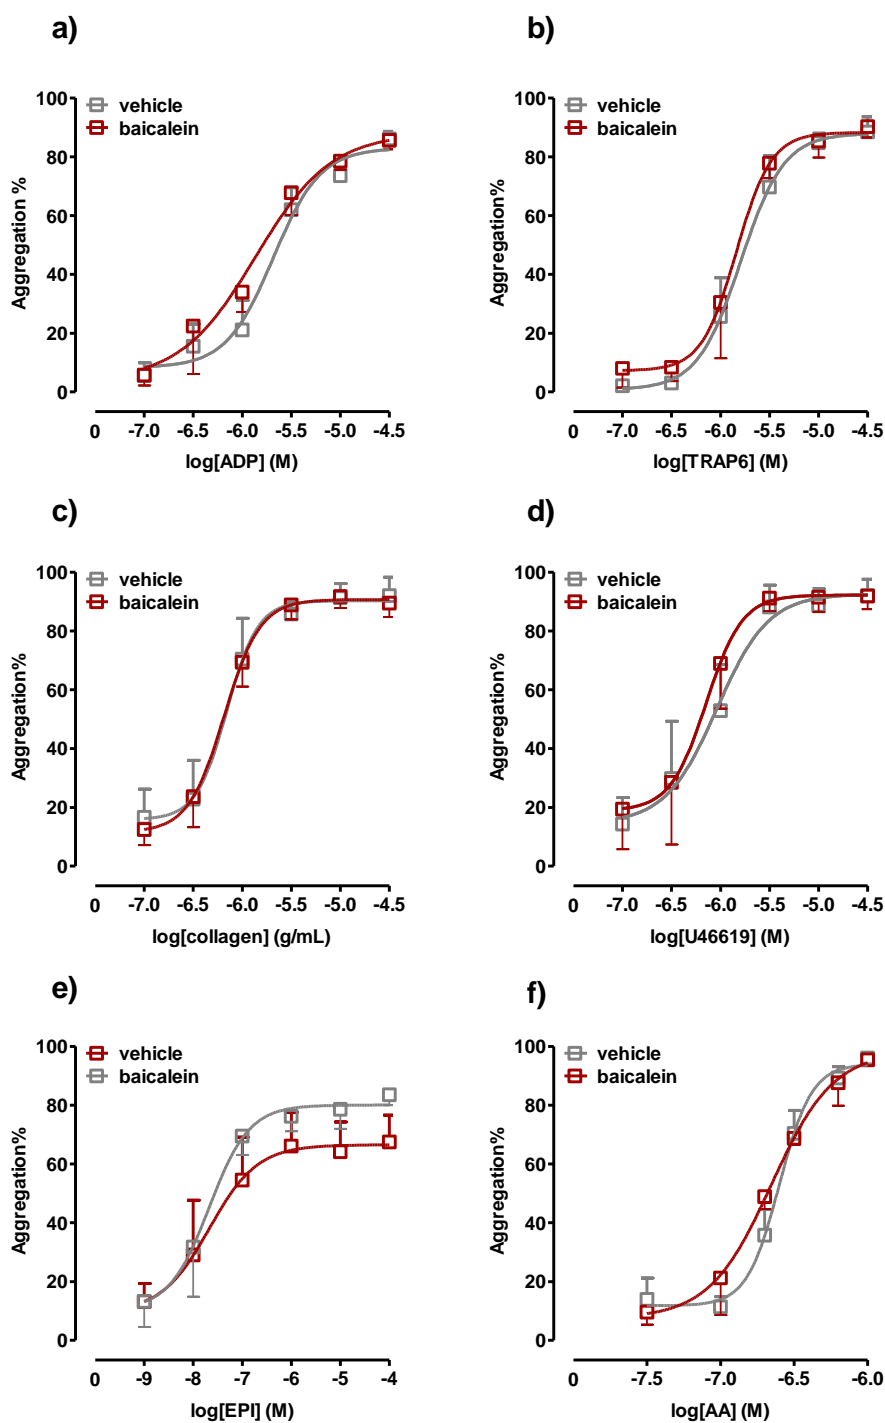 a)
100
80
60
40
20
0
Aggregation %
vehicle
baicalein
0 -7.0 -6.5 -6.0 -5.5 -5.0 -4.5
log[ADP] (M)
b)
100
80
60
40
20
0
Aggregation %
vehicle
baicalein
0 -7.0 -6.5 -6.0 -5.5 -5.0 -4.5
log[TRAP6] (M)
c)
100
80
60
40
20
0
Aggregation%
vehicle
baicalein
0 -7.0 -6.5 -6.0 -5.5 -5.0 -4.5
log[collagen] (g/mL)
d)
100
80
60
40
20
0
Aggregation%
vehicle
baicalein
0 -7.0 -6.5 -6.0 -5.5 -5.0 -4.5
log[U46619] (M)
e)
100
80
60
40
20
0
Aggregation%
vehicle
baicalein
0 -9 -8 -7 -6 -5 -4
log[EPI] (M)
f)
100
80
60
40
20
0
Aggregation%
vehicle
baicalein
0 -7.5 -7.0 -6.5 -6.0
log[AA] (M)